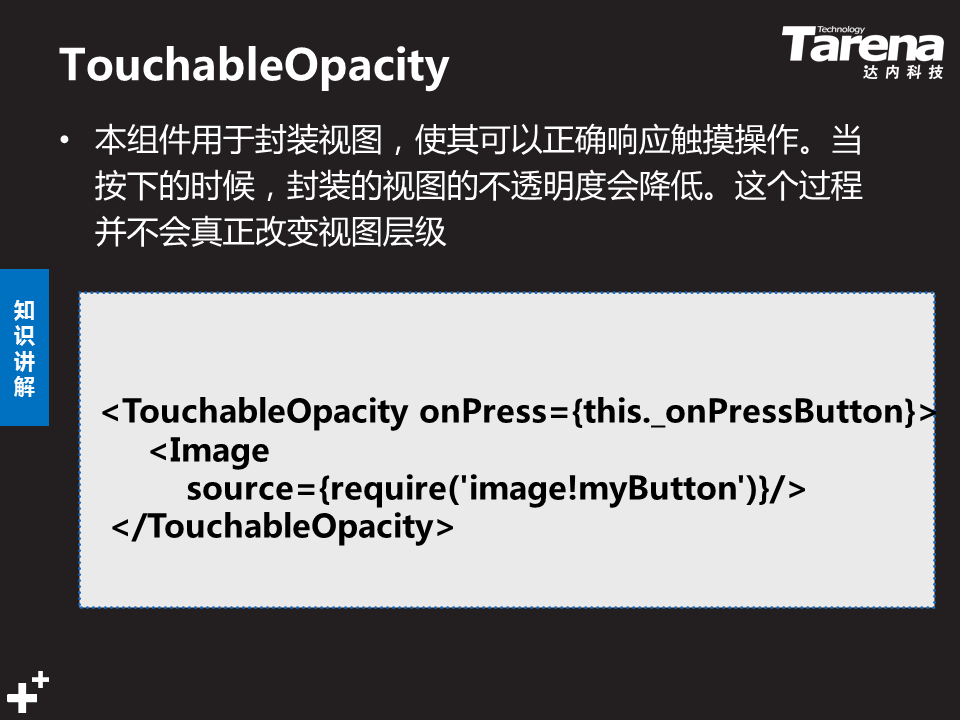 TouchableOpacity
Technology
Tarena
达内科技
• 本组件用于封装视图，使其可以正确响应触摸操作。当
按下的时候，封装的视图的不透明度会降低。这个过程
并不会真正改变视图层级
知
识
讲
解
<TouchableOpacity onPress={this._onPressButton}>
<Image
source={require('image!myButton')}/>
</TouchableOpacity>